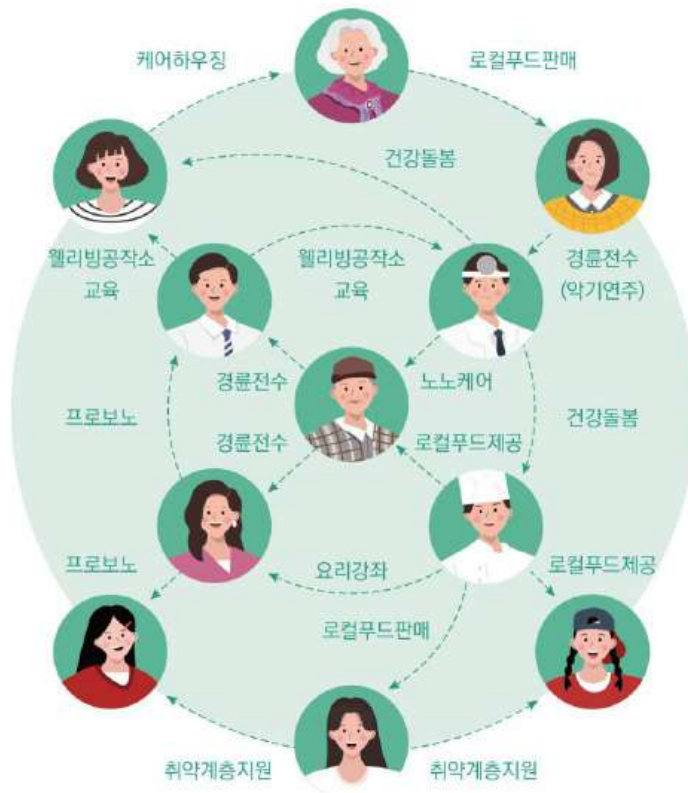 케어하우징
로컬푸드판매
건강돌봄
웰리빙공작소
교육
웰리빙공작소
교육
경륜전수
(악기연주)
경륜전수
노노케어
프로보노
경륜전수
로컬푸드제공
건강돌봄
프로보노
요리강좌
로컬푸드제공
로컬푸드판매
취약계층지원
취약계층지원